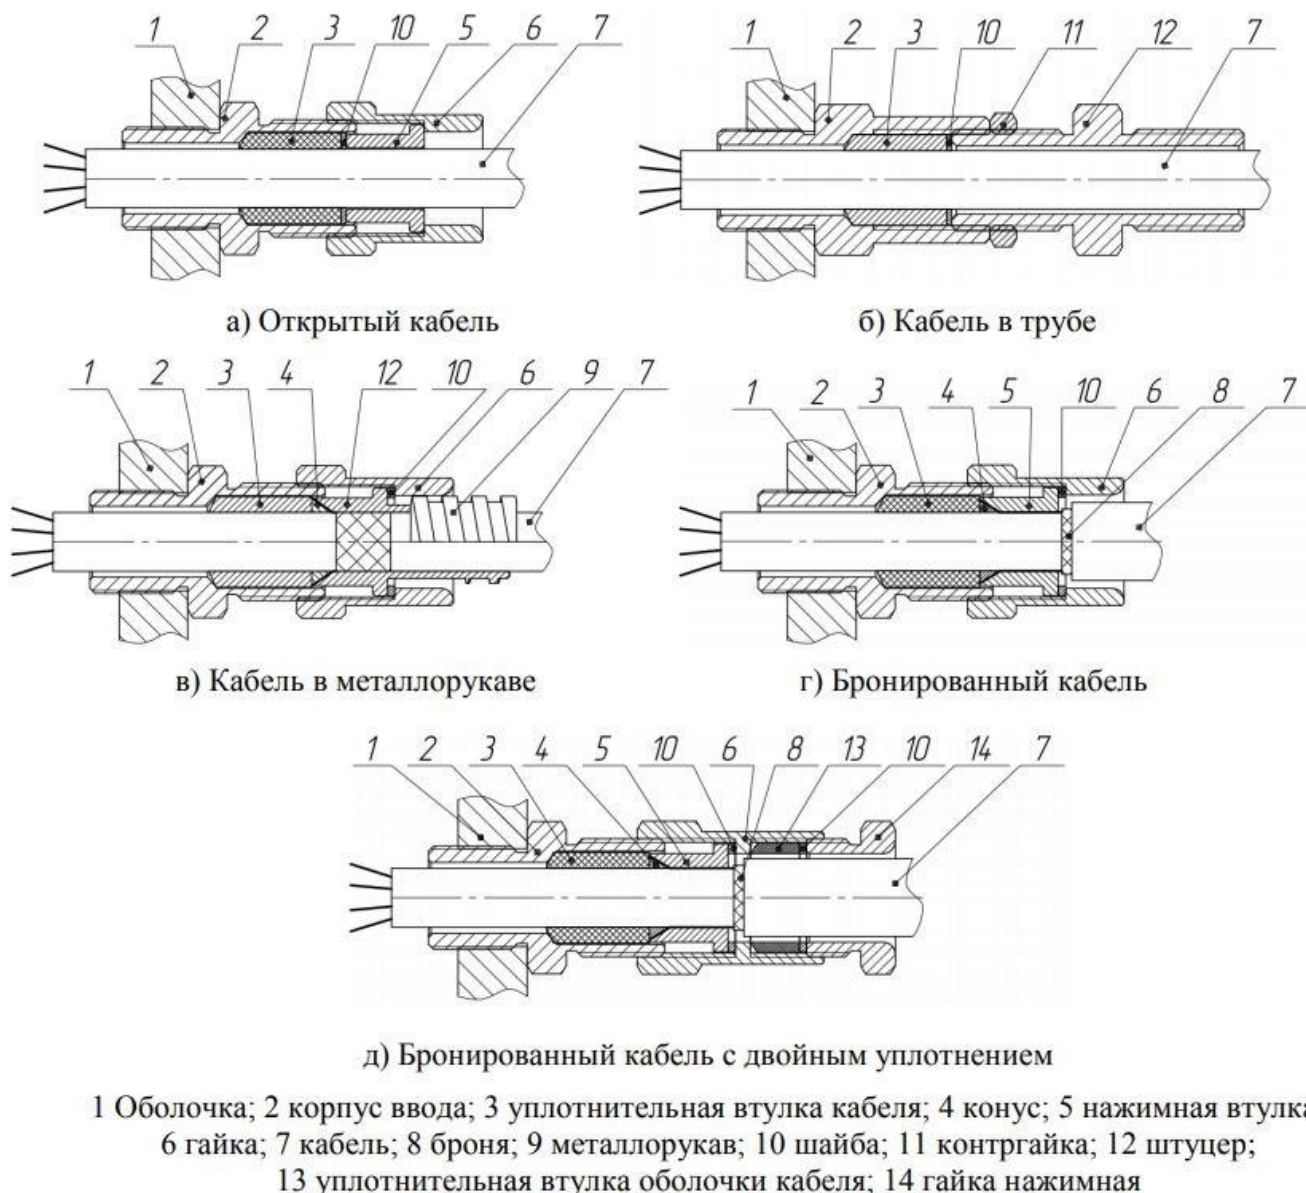 1 2 3 10 5 6 7
1 2 3 10 11 12 7
а) Открытый кабель
б) Кабель в трубе
1 2 3 4 12 10 6 9 7
1 2 3 4 5 10 6 8 7
в) Кабель в металлорукаве
г) Бронированный кабель
1 2 3 4 5 10 6 8 13 10 14 7
д) Бронированный кабель с двойным уплотнением
1 Оболочка; 2 корпус ввода; 3 уплотнительная втулка кабеля; 4 конус; 5 нажимная втулка
6 гайка; 7 кабель; 8 броня; 9 металлорукав; 10 шайба; 11 контргайка; 12 штуцер;
13 уплотнительная втулка оболочки кабеля; 14 гайка нажимная